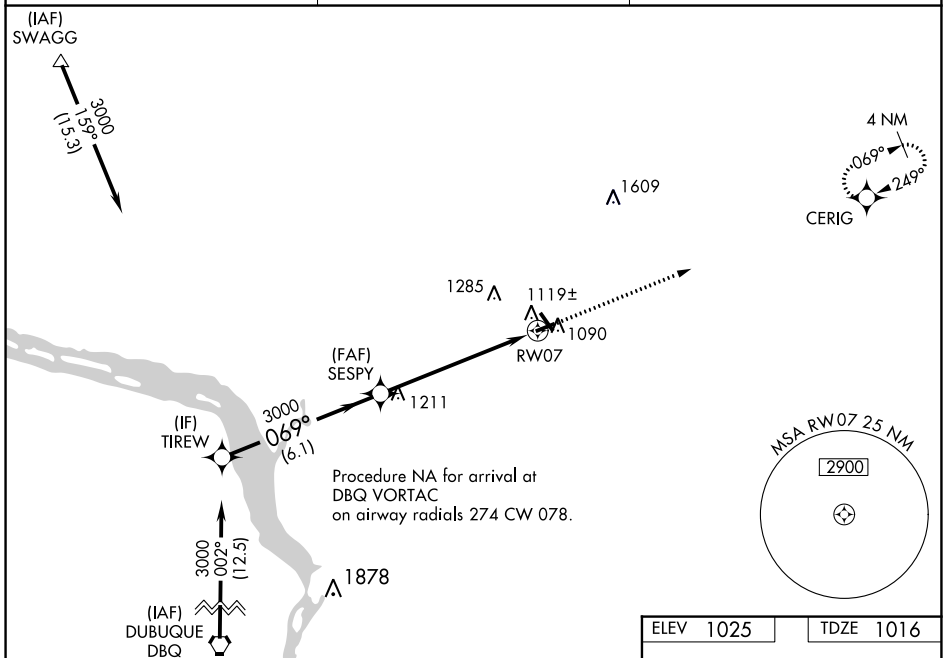 (IAF)
SWAGG
3000
159°
(15.3)
4 NM
069°
249°
CERIG
1609
1285
1119±
1090
RW07
(FAF)
SESPY
1211
(IF)
TIREW
3000
069°
(6.1)
Procedure NA for arrival at
DBQ VORTAC
on airway radials 274 CW 078.
MSA RW07 25 NM
2900
3000
002°
(12.5)
1878
(IAF)
DUBUQUE
DBQ
ELEV 1025
TDZE 1016